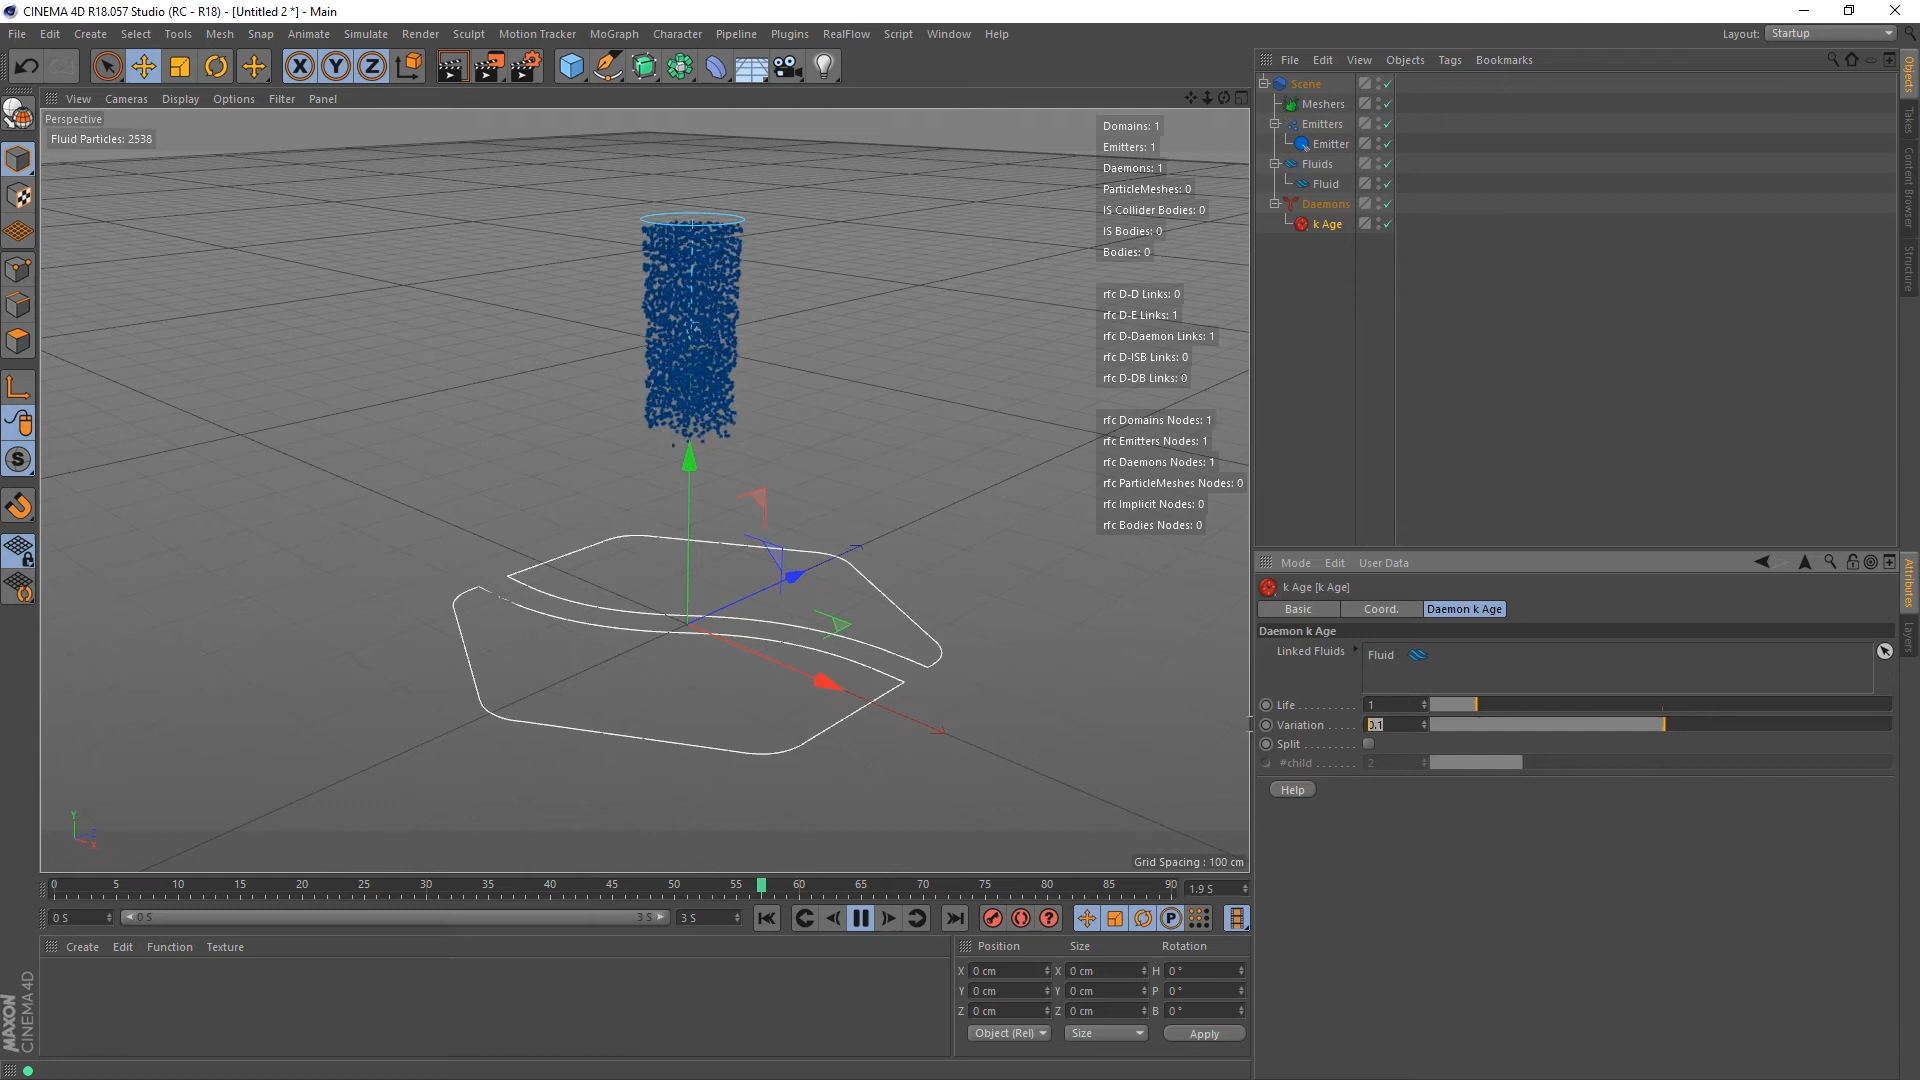 CINEMA 4D R18.057 Studio (RC - R18) - [Untitled 2 *] - Main
File Edit Create Select Tools Mesh Snap Animate Simulate Render Sculpt Motion Tracker MoGraph Character Pipeline Plugins RealFlow Script Window Help
Layout: Startup
File Edit View Objects Tags Bookmarks
Scene
Meshers
Emitters
Emitter
Fluids
Fluid
Daemons
k Age
Objects
Takes
Content Browser
Structure
View Cameras Display Options Filter Panel
Perspective
Fluid Particles: 2538
Domains: 1
Emitters: 1
Daemons: 1
ParticleMeshes: 0
IS Collider Bodies: 0
IS Bodies: 0
Bodies: 0
rfc D-D Links: 0
rfc D-E Links: 1
rfc D-Daemon Links: 1
rfc D-ISB Links: 0
rfc D-DB Links: 0
rfc Domains Nodes: 1
rfc Emitters Nodes: 1
rfc Daemons Nodes: 1
rfc ParticleMeshes Nodes: 0
rfc Implicit Nodes: 0
rfc Bodies Nodes: 0
Y
Z
X
Grid Spacing : 100 cm
Mode Edit User Data
k Age [k Age]
Basic Coord. Daemon k Age
Daemon k Age
Linked Fluids Fluid
Life 1
Variation 0.1
Split
#child 2
Help
Attributes
Layers
0 5 10 15 20 25 30 35 40 45 50 55 60 65 70 75 80 85 90 1.9 S
0 S 0 S 3 S 3 S
Create Edit Function Texture
Position Size Rotation
X 0 cm X 0 cm H 0 °
Y 0 cm Y 0 cm P 0 °
Z 0 cm Z 0 cm B 0 °
Object (Rel) Size Apply
MAXON
CINEMA 4D